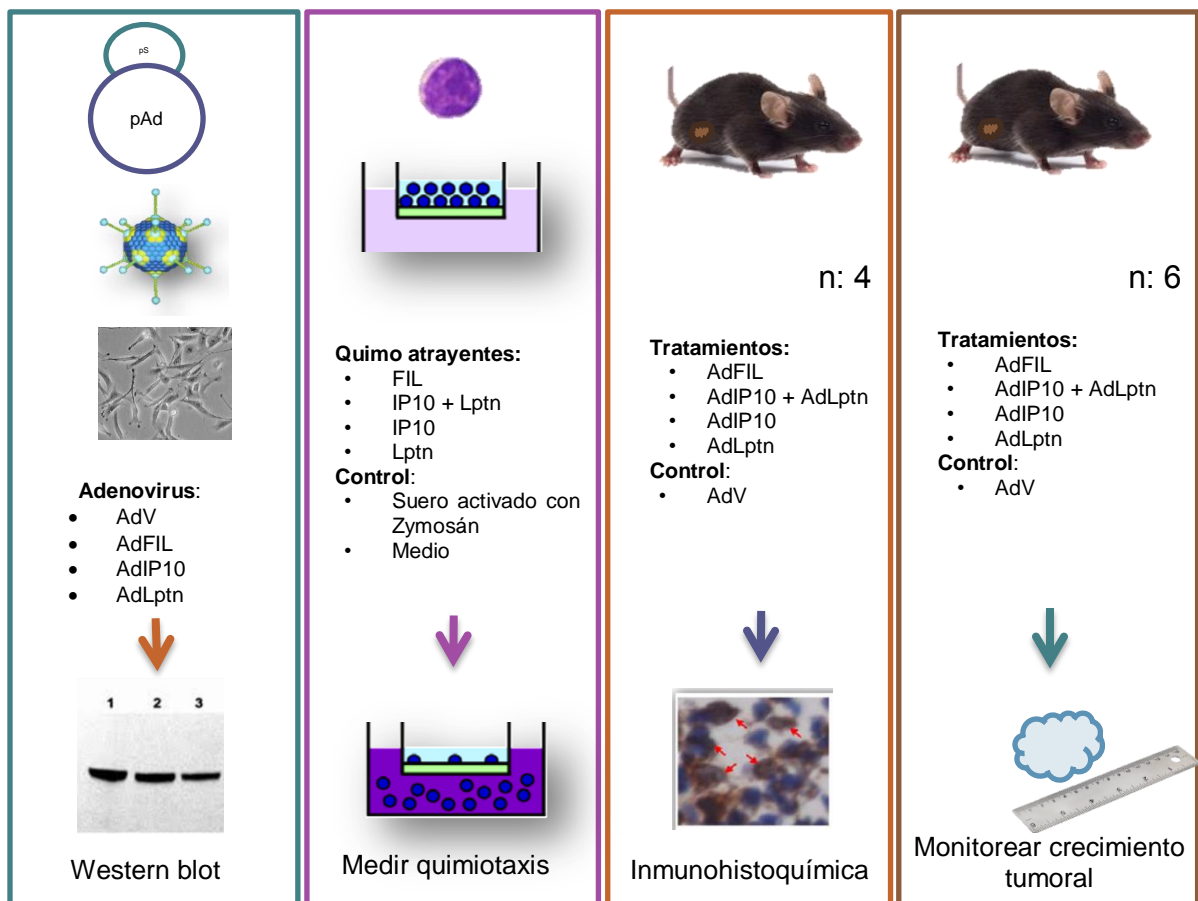 pS
pAd
Adenovirus:
• AdV
• AdFIL
• AdIP10
• AdLptn
1 2 3
Western blot
Quimo atrayentes:
• FIL
• IP10 + Lptn
• IP10
• Lptn
Control:
• Suero activado con
Zymosán
• Medio
Medir quimiotaxis
n: 4
Tratamientos:
• AdFIL
• AdIP10 + AdLptn
• AdIP10
• AdLptn
Control:
• AdV
Inmunohistoquímica
n: 6
Tratamientos:
• AdFIL
• AdIP10 + AdLptn
• AdIP10
• AdLptn
Control:
• AdV
Monitorear crecimiento
tumoral